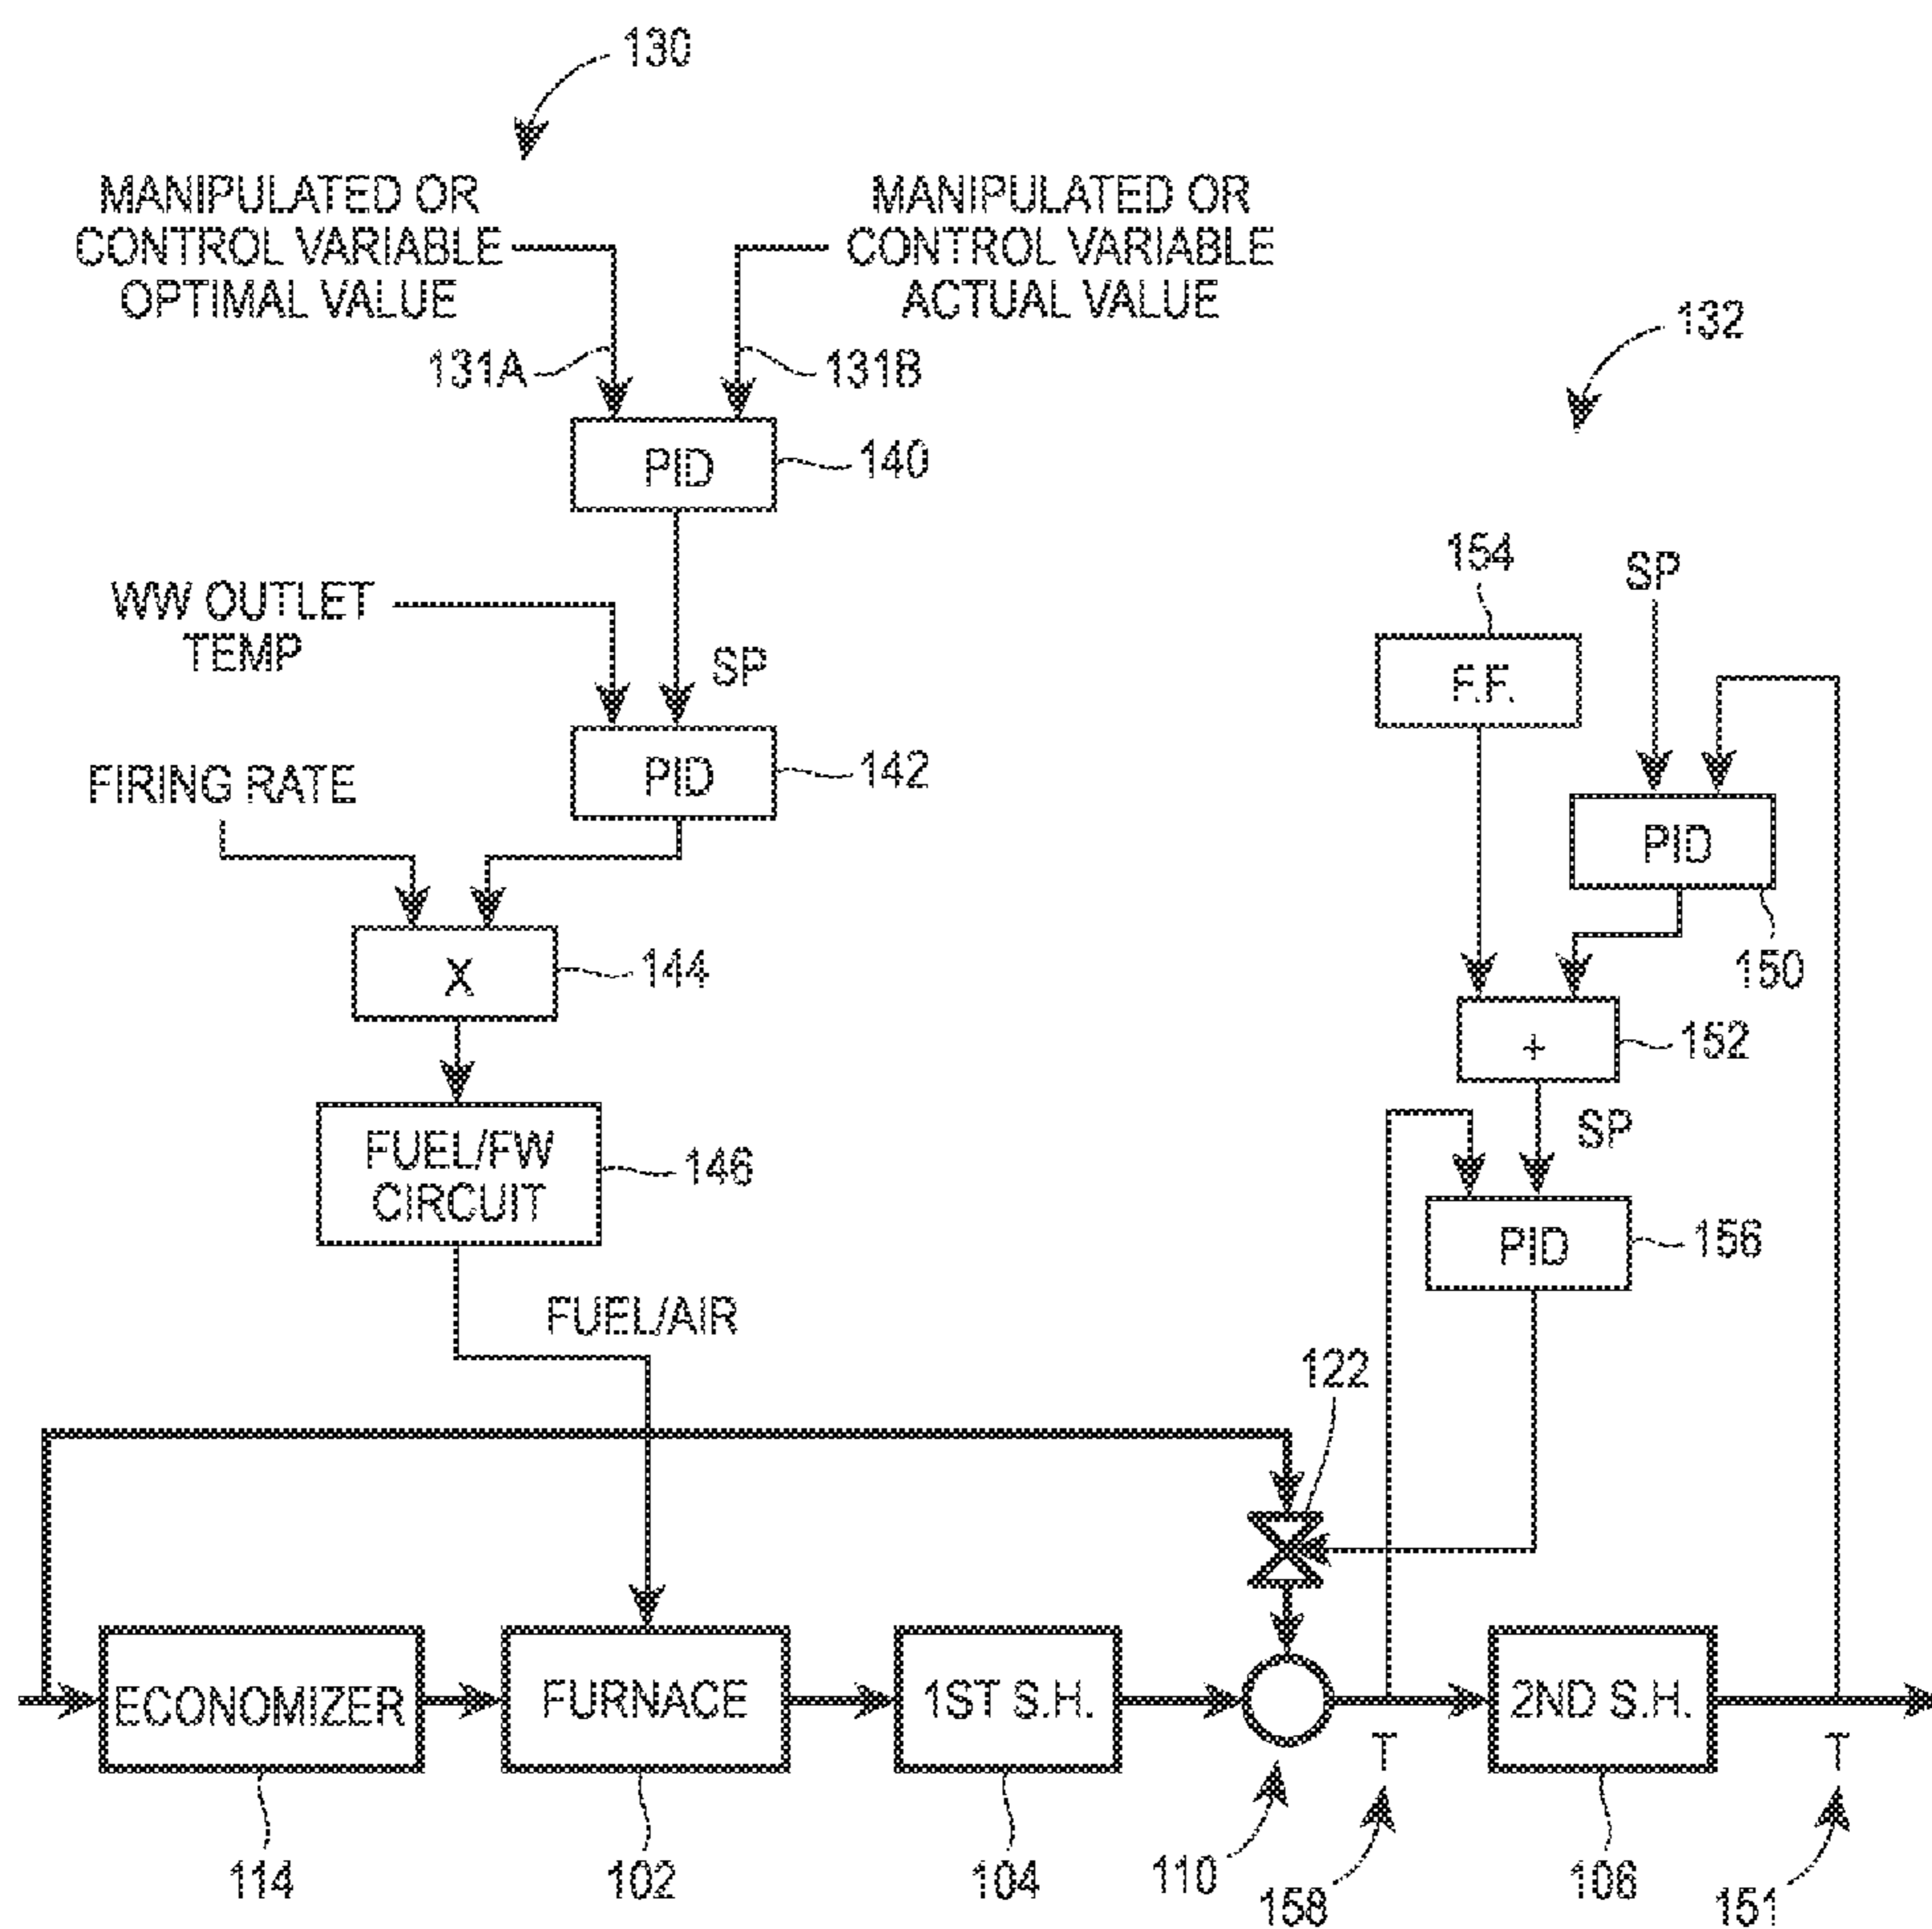 130
MANIPULATED OR
CONTROL VARIABLE
OPTIMAL VALUE
MANIPULATED OR
CONTROL VARIABLE
ACTUAL VALUE
132
131A
131B
PID
140
154
SP
WW OUTLET
TEMP
SP
F.F.
PID
142
FIRING RATE
PID
150
X
144
+
152
SP
FUEL/FW
CIRCUIT
146
PID
156
FUEL/AIR
122
ECONOMIZER
FURNACE
1ST S.H.
2ND S.H.
T
T
114
102
104
110
158
106
151